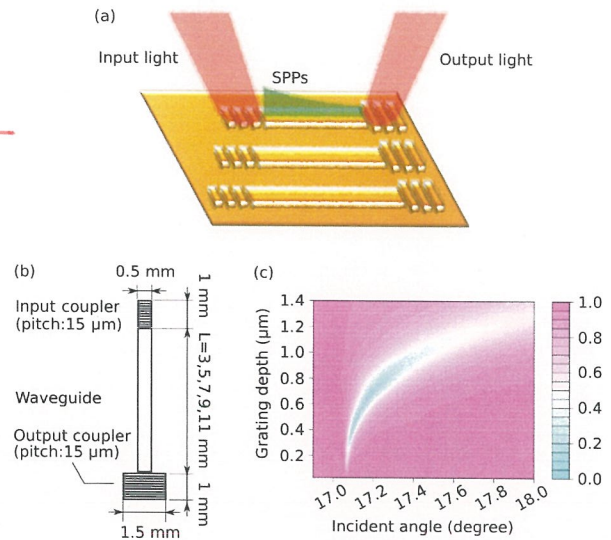 (a)
Input light
SPPs
Output light
(b)
0.5 mm
1 mm
Input coupler
(pitch:15 μm)
Waveguide
L=3,5,7,9,11 mm
Output coupler
(pitch:15 μm)
1 mm
1.5 mm
(c)
Grating depth (μm)
1.4
1.2
1.0
0.8
0.6
0.4
0.2
17.0
17.2
17.4
17.6
17.8
18.0
Incident angle (degree)
1.0
0.8
0.6
0.4
0.2
0.0